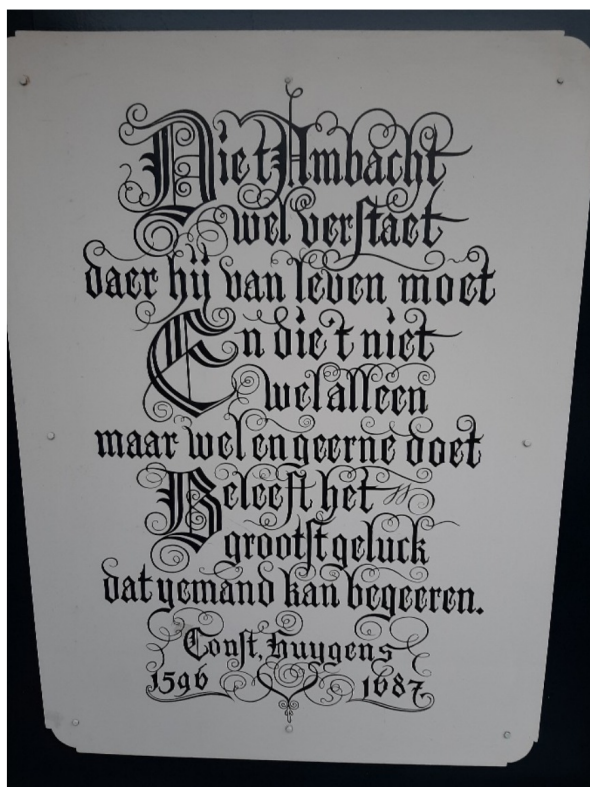 Die t Ambacht
wel verstaet
daer hij van leven moet
En die 't niet
wel alleen
maar wel en geerne doet
Beleeft het
grootst geluck
dat yemand kan begeeren.
Const. Huygens
1596 1687.